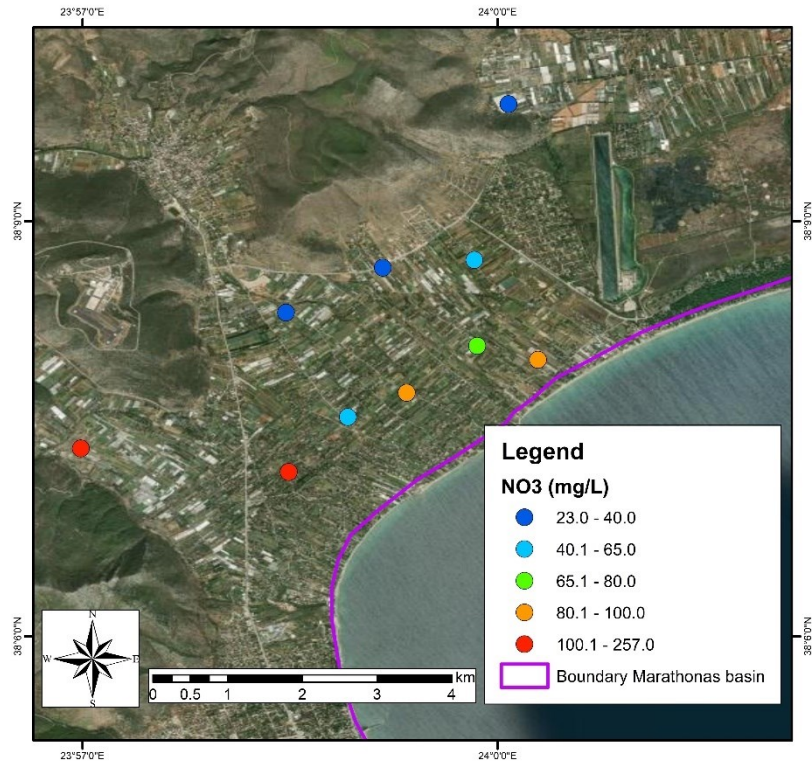 23°57'0"E 24°0'0"E
38°9'0"N 38°9'0"N
Legend
NO3 (mg/L)
23.0 - 40.0
40.1 - 65.0
65.1 - 80.0
80.1 - 100.0
100.1 - 257.0
Boundary Marathonas basin
38°6'0"N 38°6'0"N
N
W E
S
km
0 0.5 1 2 3 4
23°57'0"E 24°0'0"E